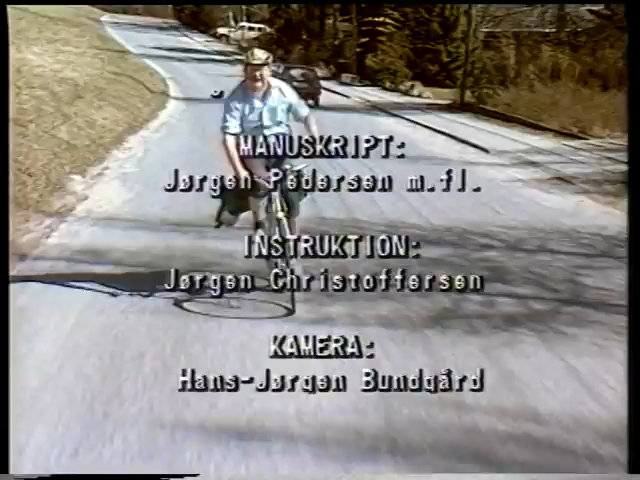 MANUSKRIPT:
Jørgen Pedersen m.fl.
INSTRUKTION:
Jørgen Christoffersen
KAMERA:
Hans-Jørgen Bundgård